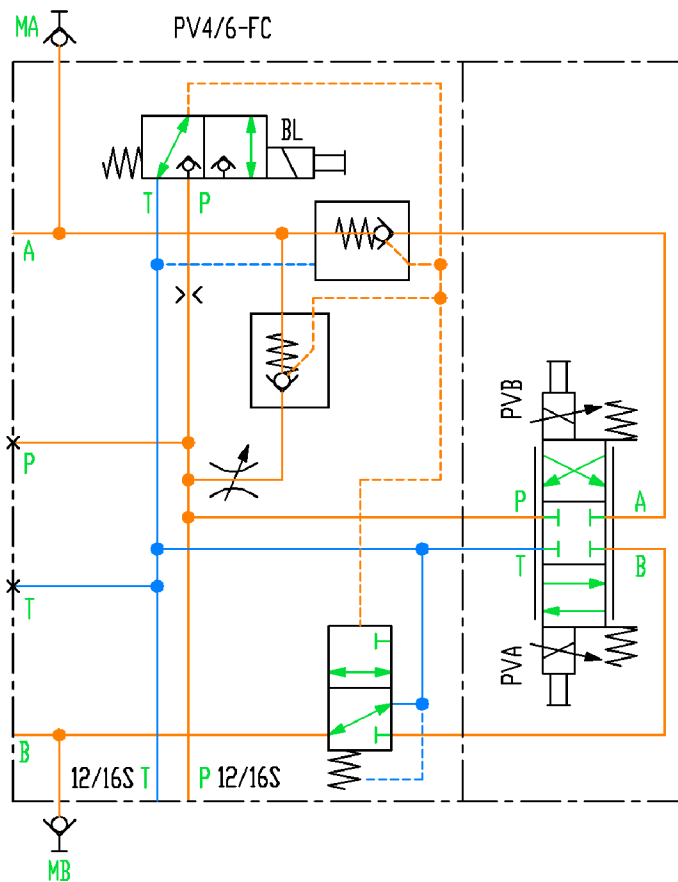 MA
PV4/6-FC
BL
T P
A
PVB
P
P A
T B
T
PVA
B
12/16S T P 12/16S
MB